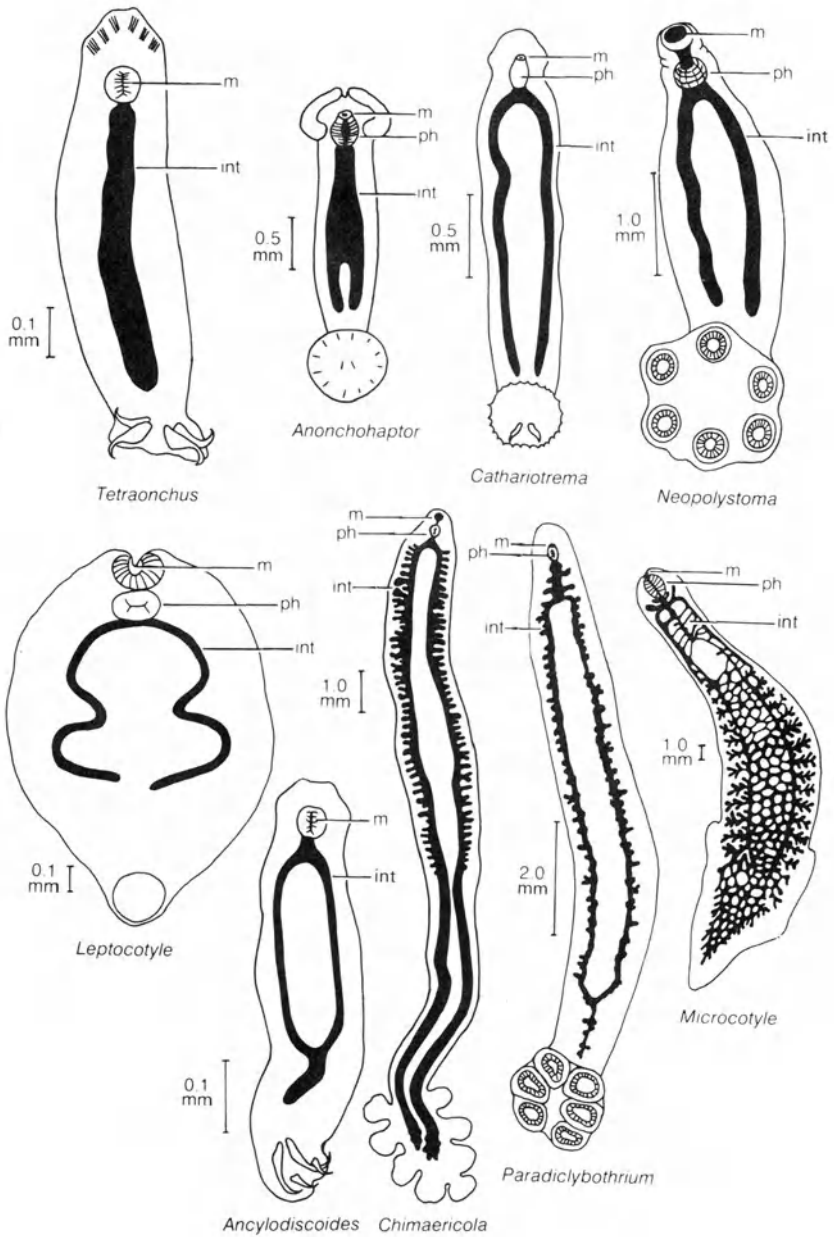 m
int
0.1
mm
Tetraonchus
m
ph
int
0.5
mm
Anonchohaptor
m
ph
int
0.5
mm
Cathariotrema
m
ph
int
1.0
mm
Neopolystoma
m
ph
int
0.1
mm
Leptocotyle
m
int
0.1
mm
Ancylodiscoides
m
ph
int
1.0
mm
Chimaericola
m
ph
int
2.0
mm
Paradiclybothrium
m
ph
int
1.0
mm
Microcotyle